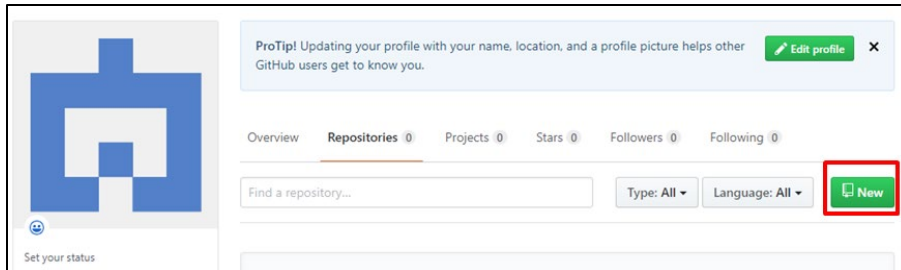 ProTip! Updating your profile with your name, location, and a profile picture helps other
GitHub users get to know you.
Edit profile
Overview Repositories 0 Projects 0 Stars 0 Followers 0 Following 0
Find a repository... Type: All Language: All New
Set your status